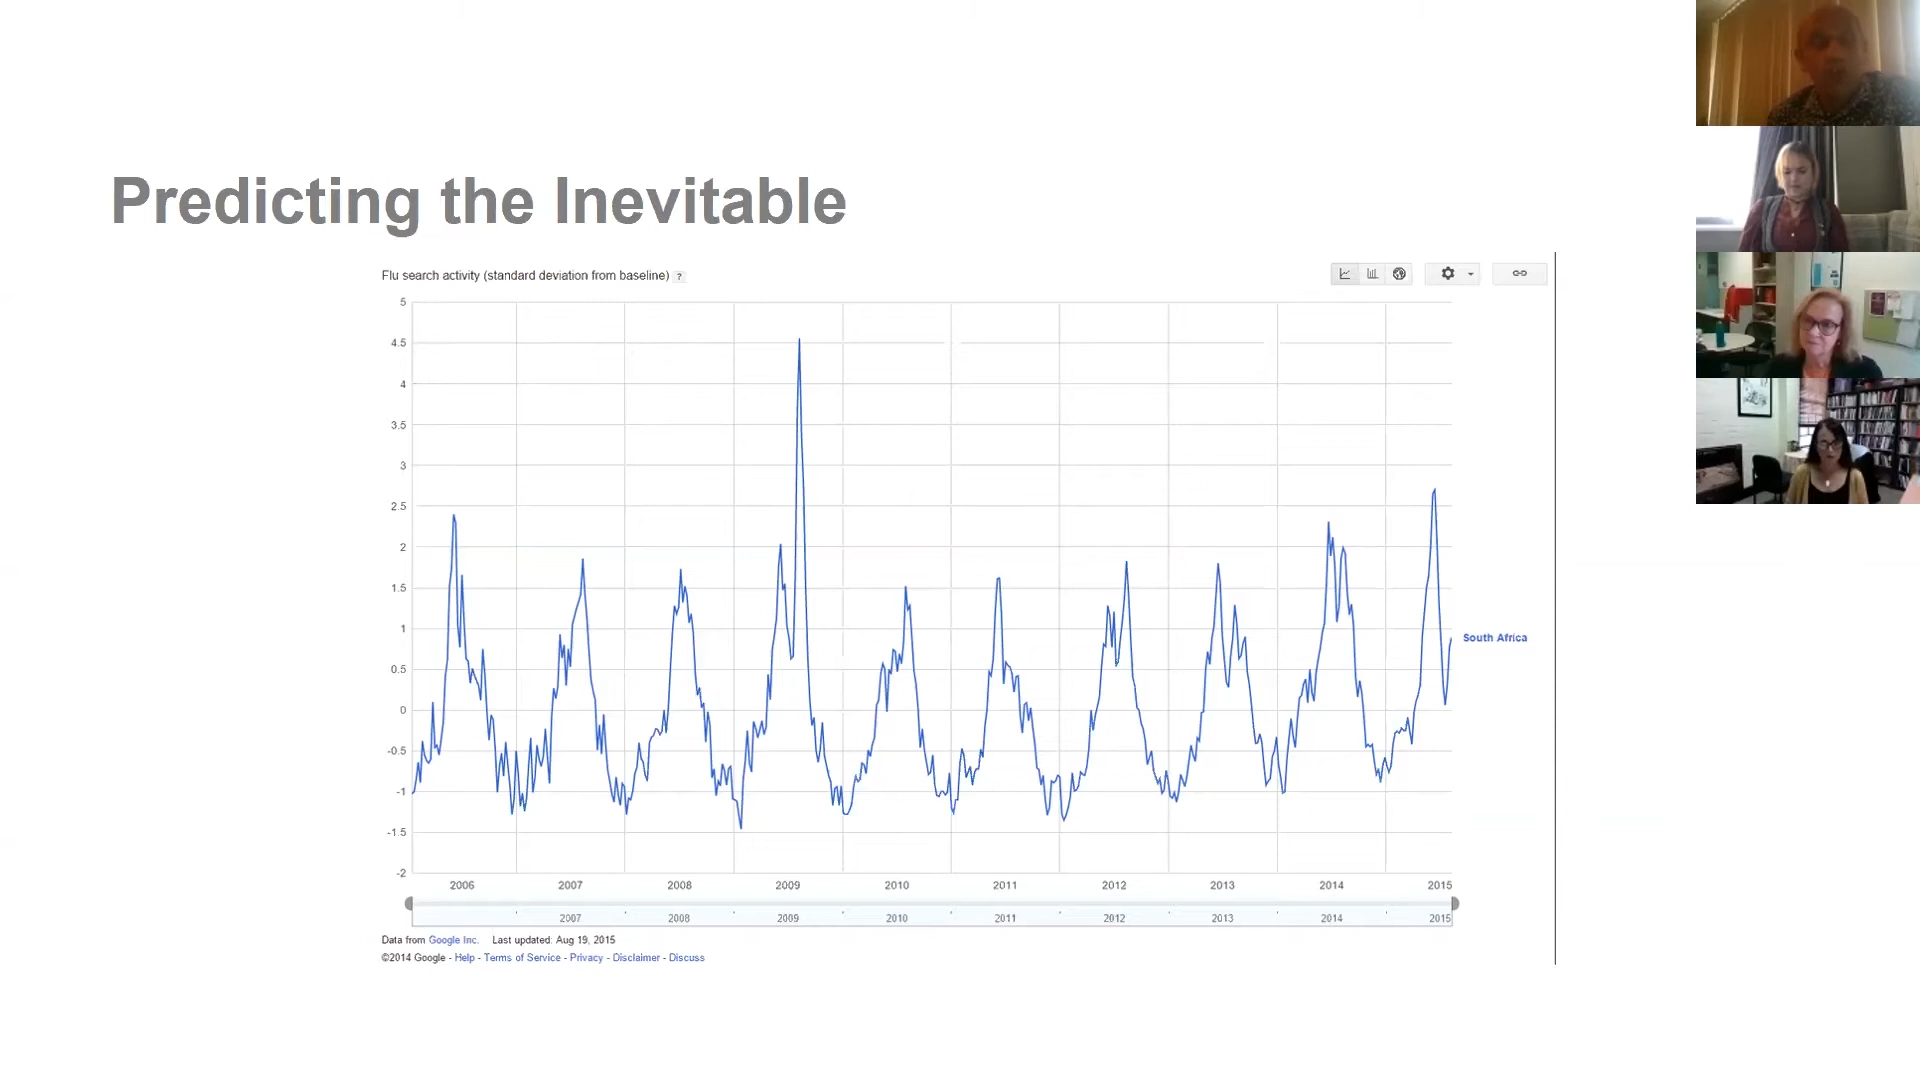 Predicting the Inevitable
Flu search activity (standard deviation from baseline) ?
5
4.5
4
3.5
3
2.5
2
1.5
1
0.5
0
-0.5
-1
-1.5
-2
South Africa
2006 2007 2008 2009 2010 2011 2012 2013 2014 2015
2007 2008 2009 2010 2011 2012 2013 2014 2015
Data from Google Inc. Last updated: Aug 19, 2015
©2014 Google - Help - Terms of Service - Privacy - Disclaimer - Discuss